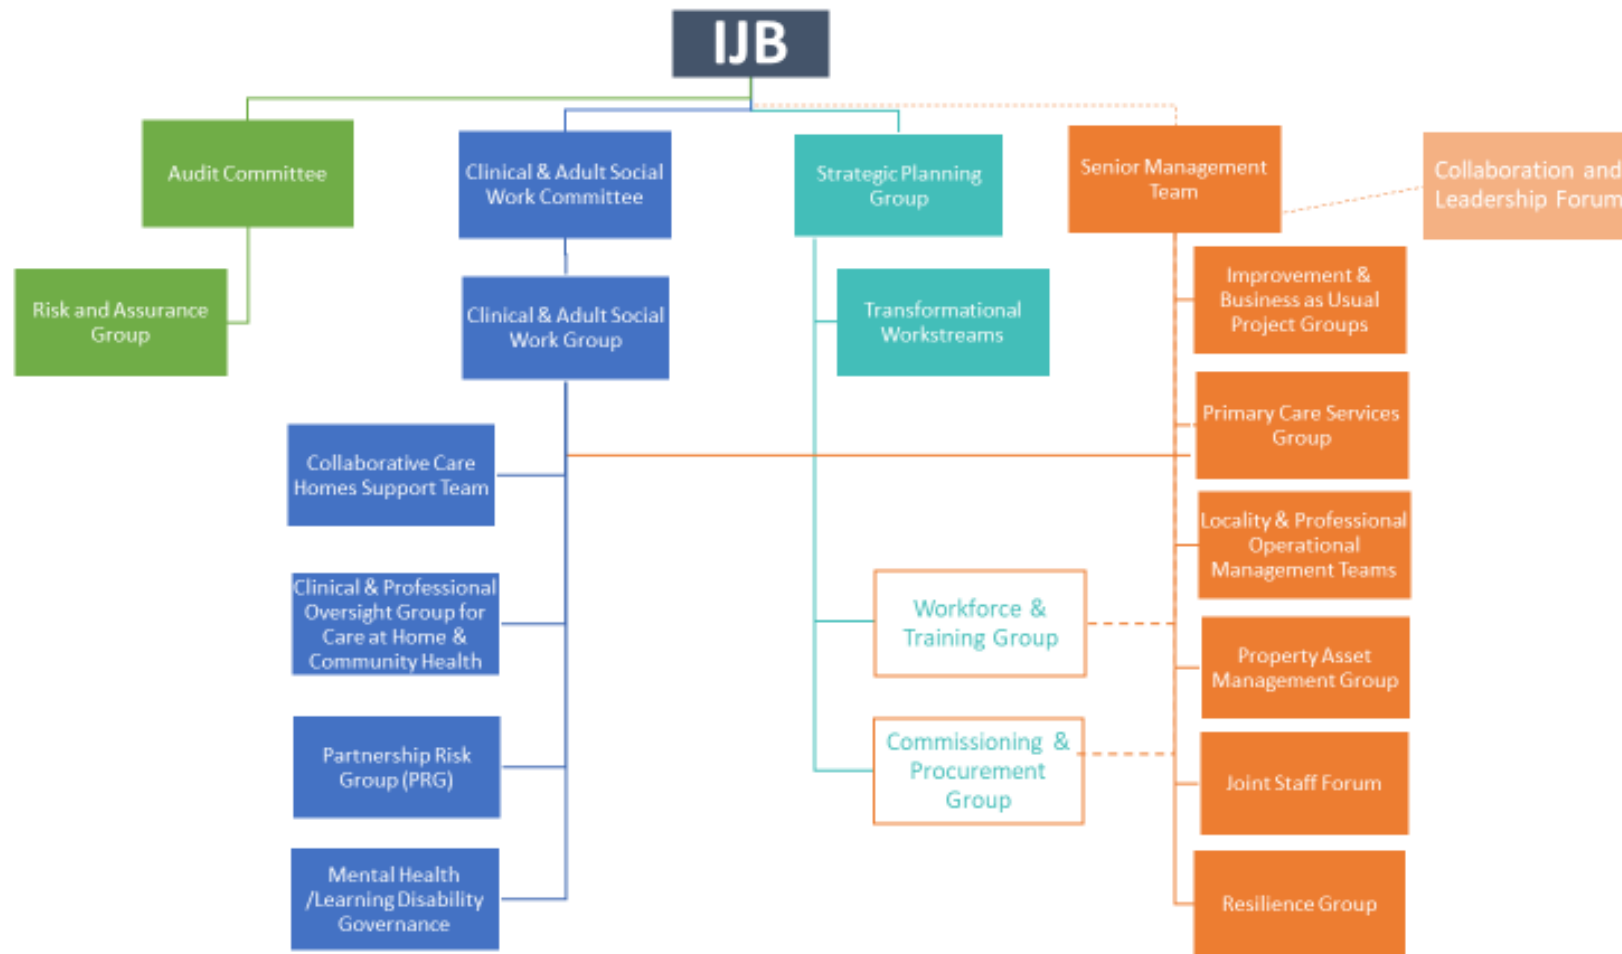 IJB
Audit Committee
Clinical & Adult Social
Work Committee
Strategic Planning
Group
Senior Management
Team
Collaboration and
Leadership Forum
Risk and Assurance
Group
Clinical & Adult Social
Work Group
Transformational
Workstreams
Improvement &
Business as Usual
Project Groups
Primary Care Services
Group
Collaborative Care
Homes Support Team
Locality & Professional
Operational
Management Teams
Clinical & Professional
Oversight Group for
Care at Home &
Community Health
Workforce &
Training Group
Property Asset
Management Group
Partnership Risk
Group (PRG)
Commissioning &
Procurement
Group
Joint Staff Forum
Mental Health
/Learning Disability
Governance
Resilience Group